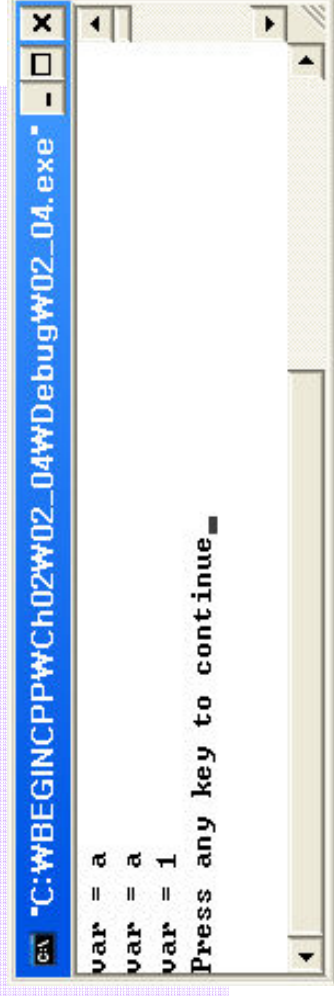 "C:₩BEGINCPP₩Ch02₩02_04₩Debug₩02_04.exe"
var = a
var = a
var = 1
Press any key to continue